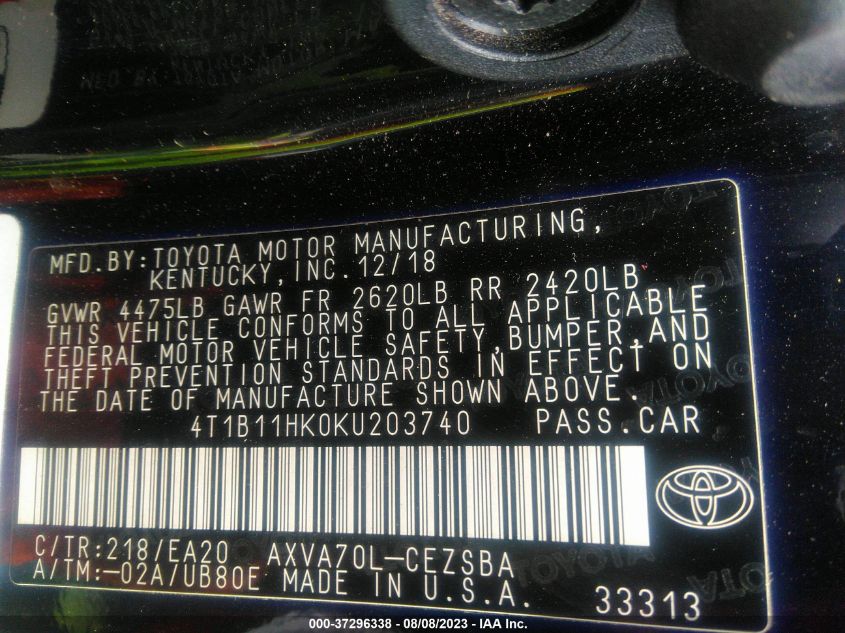 MFD.BY:TOYOTA MOTOR MANUFACTURING,
KENTUCKY,INC.12/18
GVWR 4475LB GAWR FR 2620LB RR 2420LB
THIS VEHICLE CONFORMS TO ALL APPLICABLE
FEDERAL MOTOR VEHICLE SAFETY,BUMPER,AND
THEFT PREVENTION STANDARDS IN EFFECT ON
THE DATE OF MANUFACTURE SHOWN ABOVE.
4T1B11HK0KU203740 PASS.CAR
C/TR:218/EA20 AXVA70L-CEZSBA
A/TM:-02A/UB80E MADE IN U.S.A. 33313
000-37296338 - 08/08/2023 - IAA Inc.